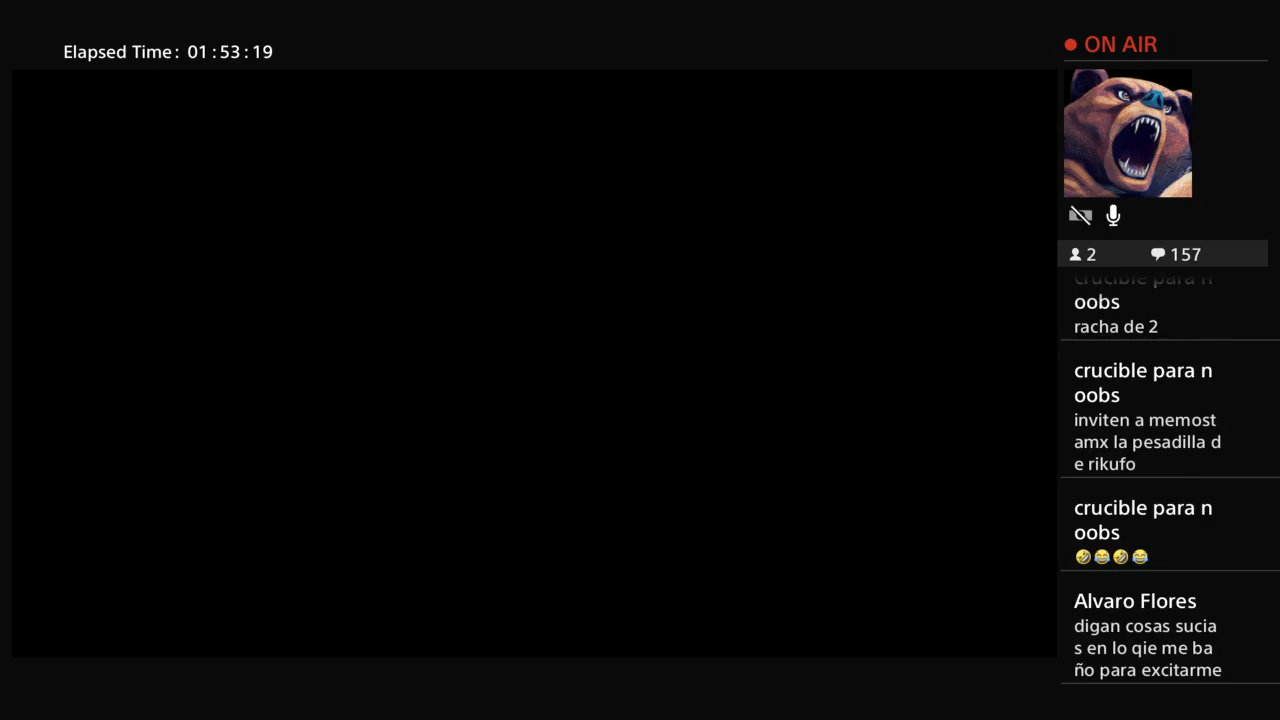 Elapsed Time: 01:53:19
ON AIR
2 157
crucible para n
oobs
racha de 2
crucible para n
oobs
inviten a memost
amx la pesadilla d
e rikufo
crucible para n
oobs
🤣😂🤣😂
Alvaro Flores
digan cosas sucia
s en lo qie me ba
ño para excitarme